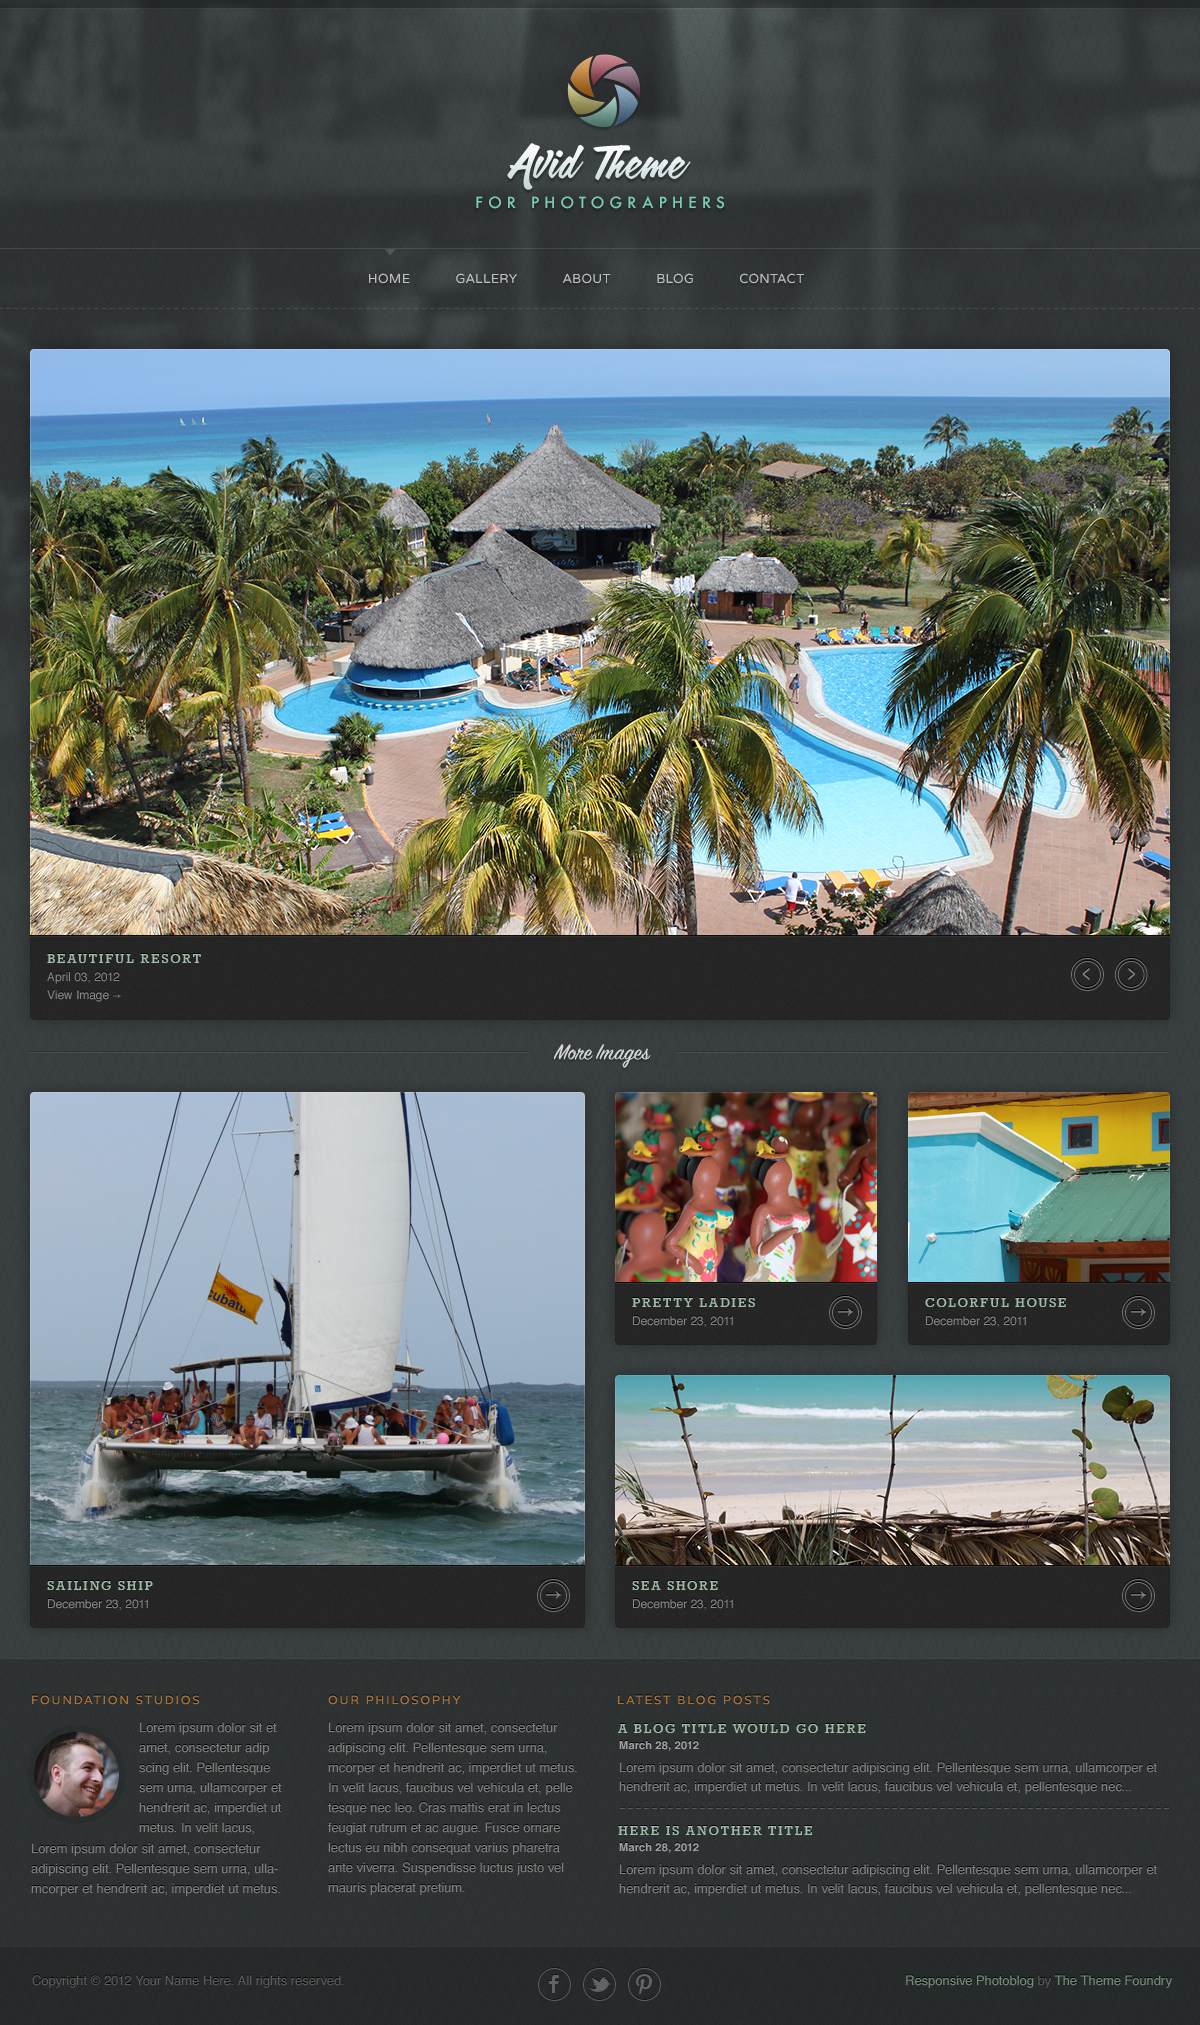 Avid Theme
FOR PHOTOGRAPHERS
HOME GALLERY ABOUT BLOG CONTACT
BEAUTIFUL RESORT
April 03, 2012
View Image →
More Images
cubatu
PRETTY LADIES
December 23, 2011
COLORFUL HOUSE
December 23, 2011
SAILING SHIP
December 23, 2011
SEA SHORE
December 23, 2011
FOUNDATION STUDIOS
Lorem ipsum dolor sit et
amet, consectetur adip
scing elit. Pellentesque
sem urna, ullamcorper et
hendrerit ac, imperdiet ut
metus. In velit lacus,
Lorem ipsum dolor sit amet, consectetur
adipiscing elit. Pellentesque sem urna, ulla-
mcorper et hendrerit ac, imperdiet ut metus.
OUR PHILOSOPHY
Lorem ipsum dolor sit amet, consectetur
adipiscing elit. Pellentesque sem urna,
mcorper et hendrerit ac, imperdiet ut metus.
In velit lacus, faucibus vel vehicula et, pelle
tesque nec leo. Cras mattis erat in lectus
feugiat rutrum et ac augue. Fusce ornare
lectus eu nibh consequat varius pharetra
ante viverra. Suspendisse luctus justo vel
mauris placerat pretium.
LATEST BLOG POSTS
A BLOG TITLE WOULD GO HERE
March 28, 2012
Lorem ipsum dolor sit amet, consectetur adipiscing elit. Pellentesque sem urna, ullamcorper et
hendrerit ac, imperdiet ut metus. In velit lacus, faucibus vel vehicula et, pellentesque nec...
HERE IS ANOTHER TITLE
March 28, 2012
Lorem ipsum dolor sit amet, consectetur adipiscing elit. Pellentesque sem urna, ullamcorper et
hendrerit ac, imperdiet ut metus. In velit lacus, faucibus vel vehicula et, pellentesque nec...
Copyright © 2012 Your Name Here. All rights reserved.
Responsive Photoblog by The Theme Foundry